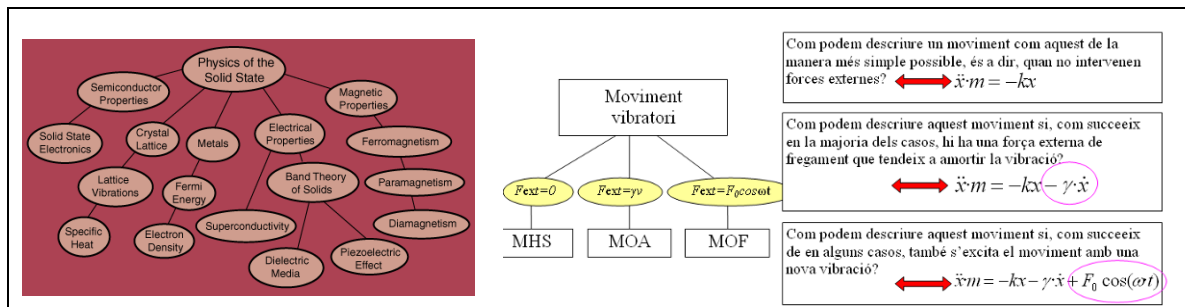 Physics of the
Solid State
Semiconductor
Properties
Magnetic
Properties
Solid State
Electronics
Crystal
Lattice
Metals
Electrical
Properties
Ferromagnetism
Lattice
Vibrations
Fermi
Energy
Band Theory
of Solids
Paramagnetism
Specific
Heat
Electron
Density
Superconductivity
Diamagnetism
Dielectric
Media
Piezoelectric
Effect
Moviment
vibratori
Fext=0
Fext=γv
Fext=F₀cosωt
MHS
MOA
MOF
Com podem descriure un moviment com aquest de la
manera més simple possible, és a dir, quan no intervenen
forces externes? ẍ·m = −kx
Com podem descriure aquest moviment si, com succeeix
en la majoria dels casos, hi ha una força externa de
fregament que tendeix a amortir la vibració?
ẍ·m = −kx − γ·ẋ
Com podem descriure aquest moviment si, com succeeix
de en alguns casos, també s’excita el moviment amb una
nova vibració?
ẍ·m = −kx − γ·ẋ + F₀ cos(ωt)